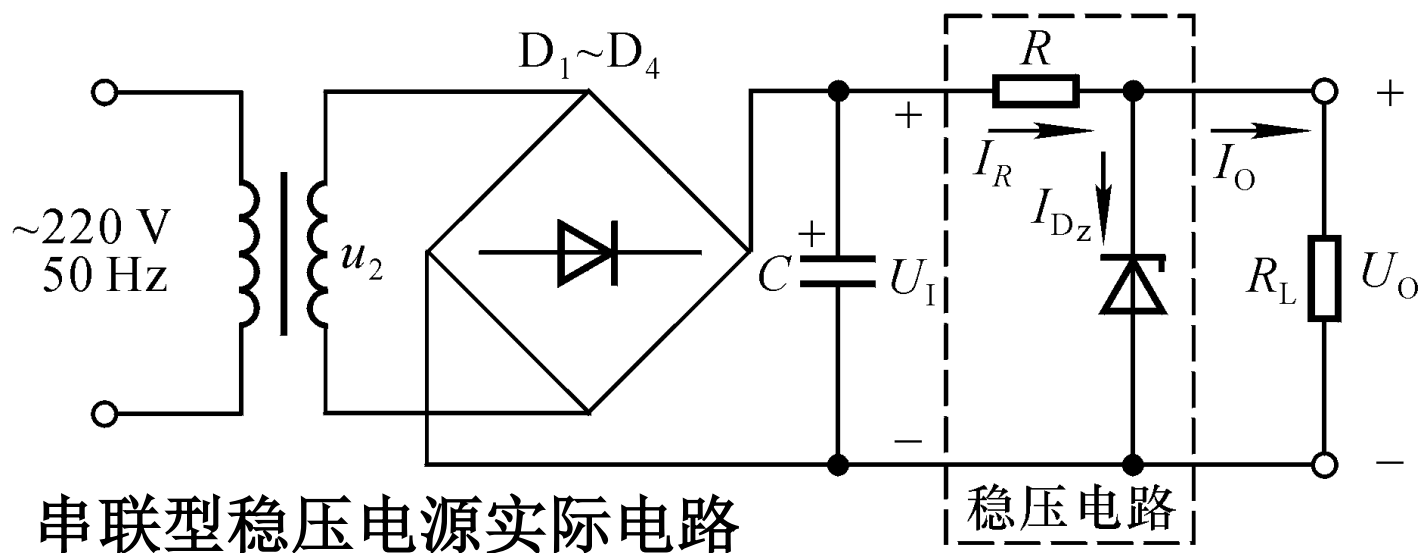 D₁~D₄
R
+
+
I_R
I_O
I_Dz
~220 V
50 Hz
u₂
+
C
U_I
R_L
U_O
−
−
稳压电路
串联型稳压电源实际电路